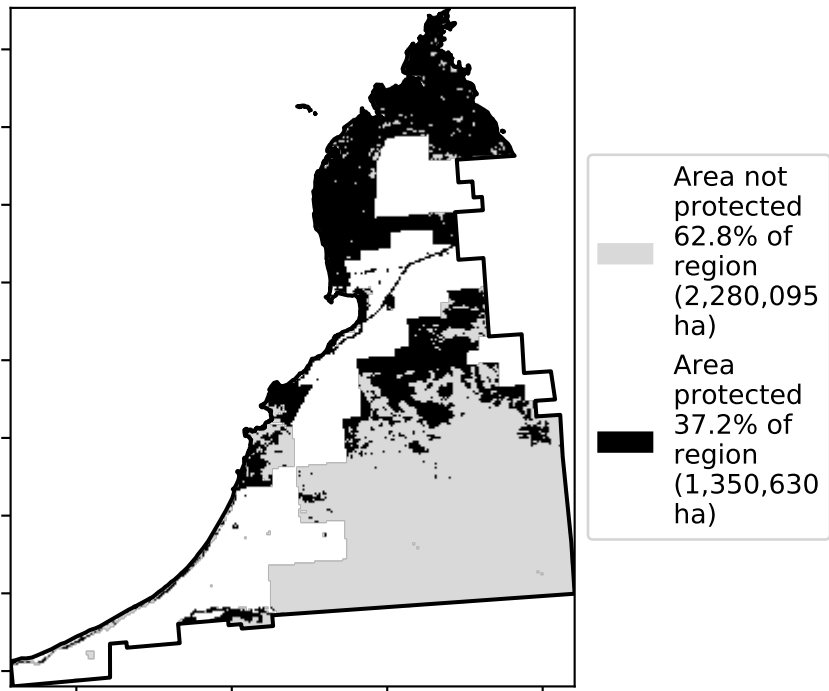 Area not
protected
62.8% of
region
(2,280,095
ha)
Area
protected
37.2% of
region
(1,350,630
ha)